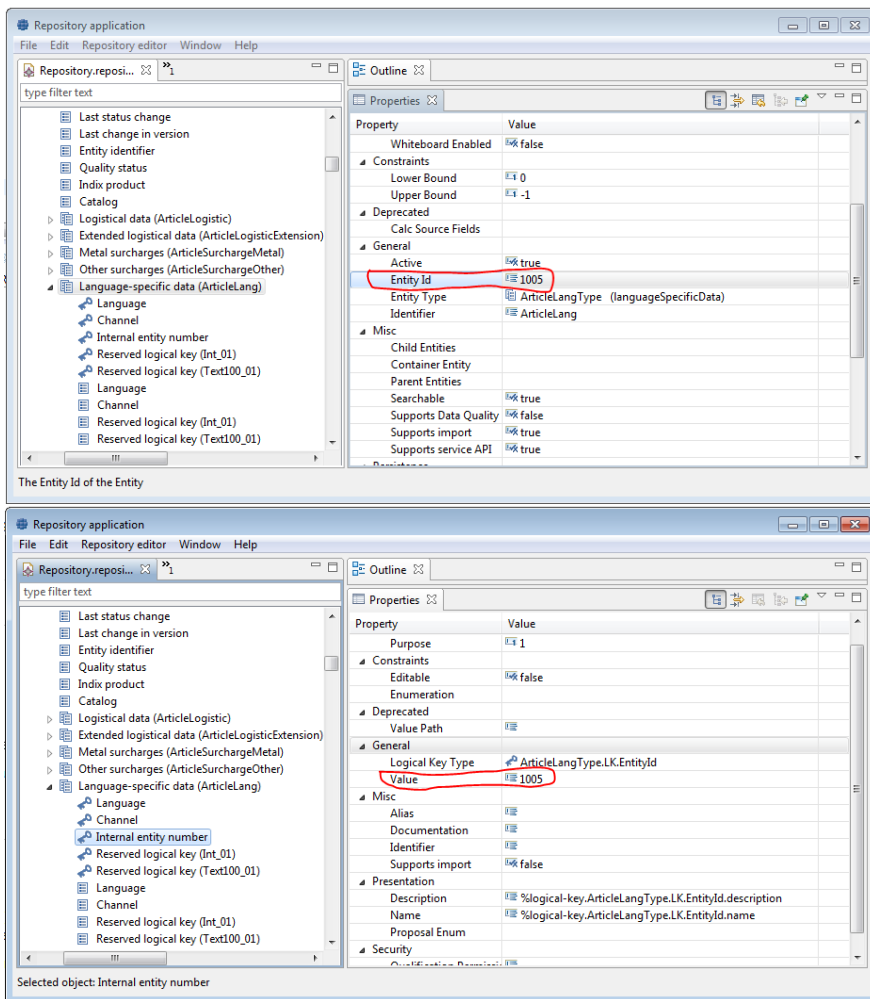 Repository application
File Edit Repository editor Window Help
Repository.reposi... »1
type filter text
Last status change
Last change in version
Entity identifier
Quality status
Indix product
Catalog
Logistical data (ArticleLogistic)
Extended logistical data (ArticleLogisticExtension)
Metal surcharges (ArticleSurchargeMetal)
Other surcharges (ArticleSurchargeOther)
Language-specific data (ArticleLang)
Language
Channel
Internal entity number
Reserved logical key (Int_01)
Reserved logical key (Text100_01)
Language
Channel
Reserved logical key (Int_01)
Reserved logical key (Text100_01)
Outline
Properties
Property Value
Whiteboard Enabled false
Constraints
Lower Bound 0
Upper Bound -1
Deprecated
Calc Source Fields
General
Active true
Entity Id 1005
Entity Type ArticleLangType (languageSpecificData)
Identifier ArticleLang
Misc
Child Entities
Container Entity
Parent Entities
Searchable true
Supports Data Quality false
Supports import true
Supports service API true
The Entity Id of the Entity
Repository application
File Edit Repository editor Window Help
Repository.reposi... »1
type filter text
Last status change
Last change in version
Entity identifier
Quality status
Indix product
Catalog
Logistical data (ArticleLogistic)
Extended logistical data (ArticleLogisticExtension)
Metal surcharges (ArticleSurchargeMetal)
Other surcharges (ArticleSurchargeOther)
Language-specific data (ArticleLang)
Language
Channel
Internal entity number
Reserved logical key (Int_01)
Reserved logical key (Text100_01)
Language
Channel
Reserved logical key (Int_01)
Reserved logical key (Text100_01)
Outline
Properties
Property Value
Purpose 1
Constraints
Editable false
Enumeration
Deprecated
Value Path
General
Logical Key Type ArticleLangType.LK.EntityId
Value 1005
Misc
Alias
Documentation
Identifier
Supports import false
Presentation
Description %logical-key.ArticleLangType.LK.EntityId.description
Name %logical-key.ArticleLangType.LK.EntityId.name
Proposal Enum
Security
Selected object: Internal entity number